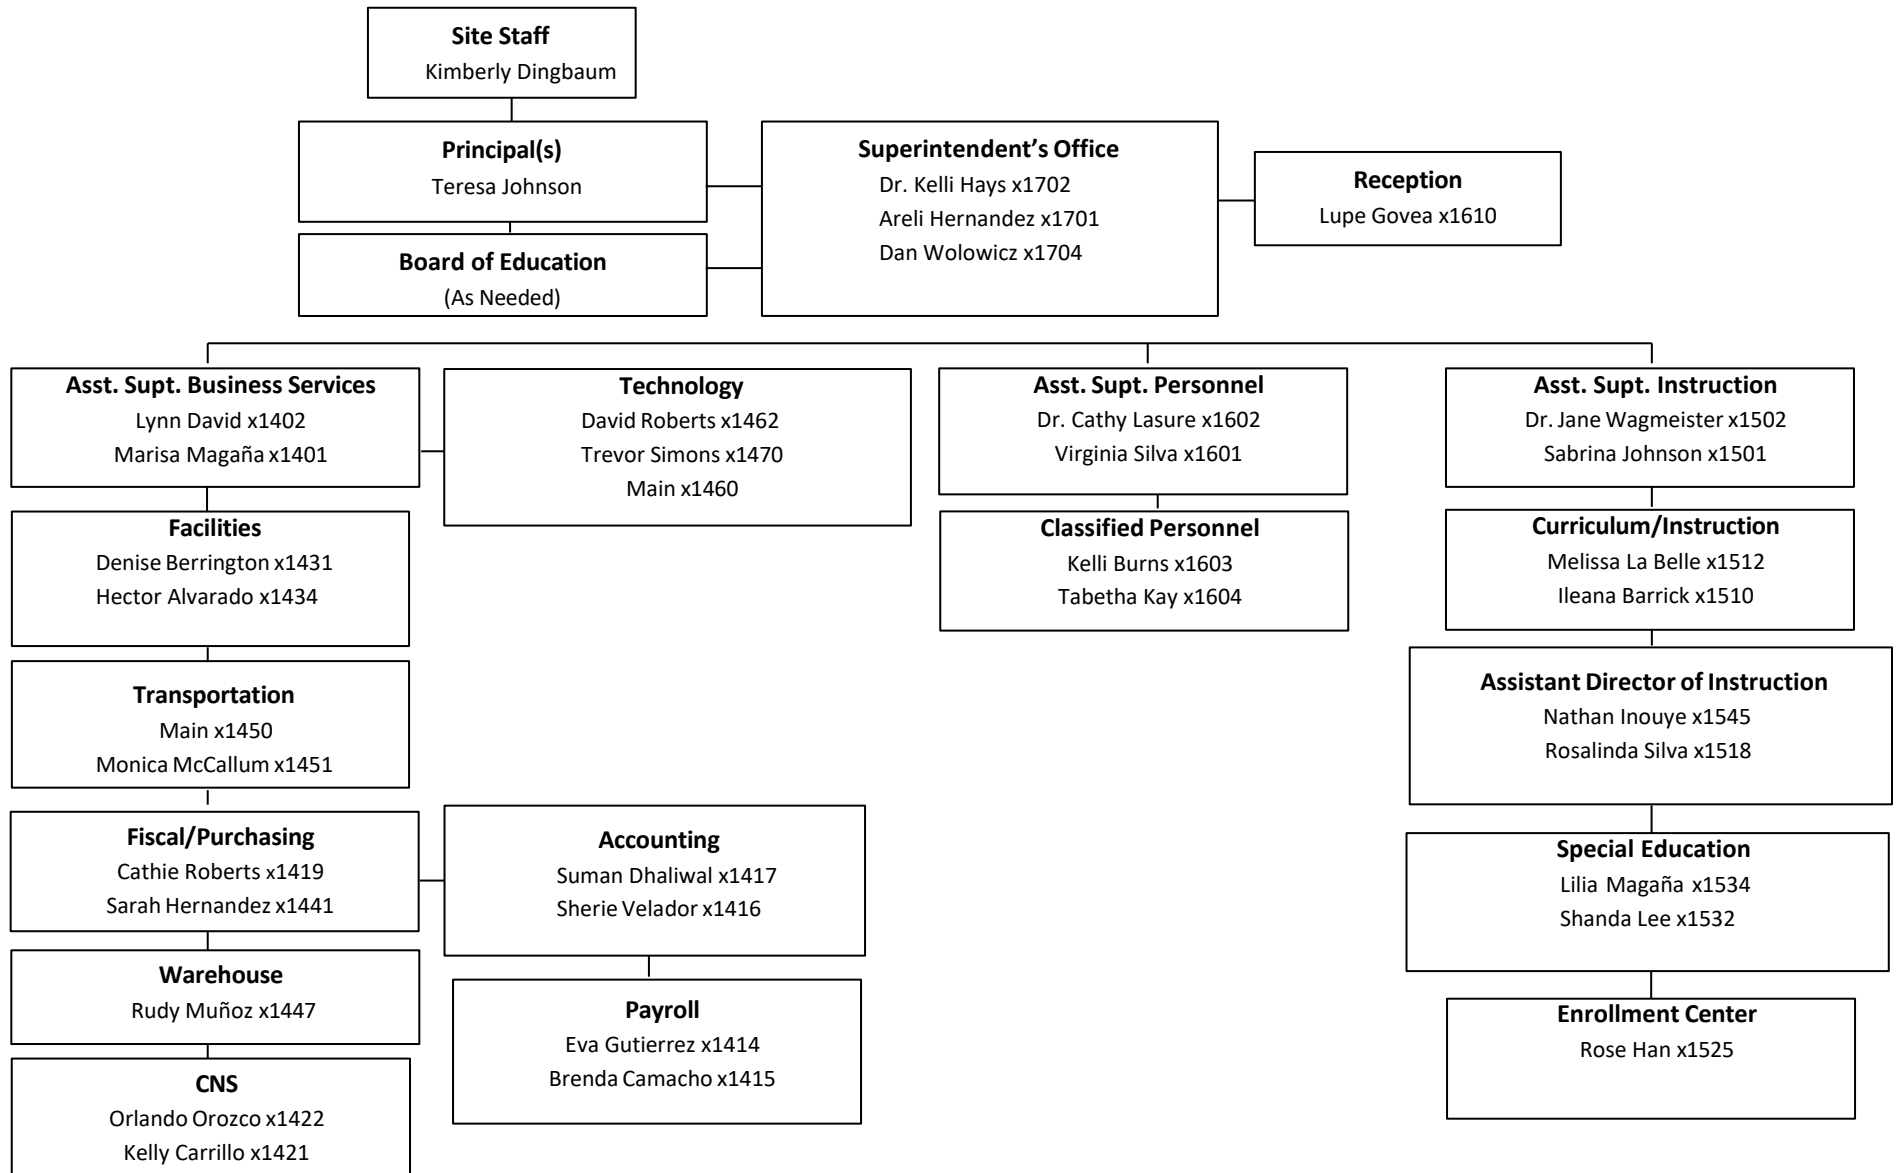 Site Staff
Kimberly Dingbaum
Principal(s)
Teresa Johnson
Superintendent’s Office
Dr. Kelli Hays x1702
Areli Hernandez x1701
Dan Wolowicz x1704
Reception
Lupe Govea x1610
Board of Education
(As Needed)
Asst. Supt. Business Services
Lynn David x1402
Marisa Magaña x1401
Technology
David Roberts x1462
Trevor Simons x1470
Main x1460
Asst. Supt. Personnel
Dr. Cathy Lasure x1602
Virginia Silva x1601
Asst. Supt. Instruction
Dr. Jane Wagmeister x1502
Sabrina Johnson x1501
Facilities
Denise Berrington x1431
Hector Alvarado x1434
Classified Personnel
Kelli Burns x1603
Tabetha Kay x1604
Curriculum/Instruction
Melissa La Belle x1512
Ileana Barrick x1510
Transportation
Main x1450
Monica McCallum x1451
Assistant Director of Instruction
Nathan Inouye x1545
Rosalinda Silva x1518
Fiscal/Purchasing
Cathie Roberts x1419
Sarah Hernandez x1441
Accounting
Suman Dhaliwal x1417
Sherie Velador x1416
Special Education
Lilia Magaña x1534
Shanda Lee x1532
Warehouse
Rudy Muñoz x1447
Payroll
Eva Gutierrez x1414
Brenda Camacho x1415
Enrollment Center
Rose Han x1525
CNS
Orlando Orozco x1422
Kelly Carrillo x1421